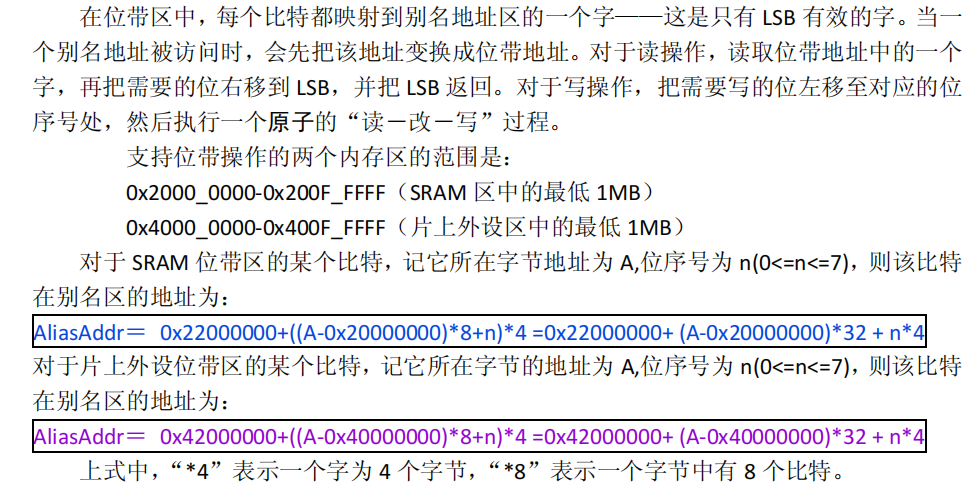 在位带区中，每个比特都映射到别名地址区的一个字——这是只有 LSB 有效的字。当一
个别名地址被访问时，会先把该地址变换成位带地址。对于读操作，读取位带地址中的一个
字，再把需要的位右移到 LSB，并把 LSB 返回。对于写操作，把需要写的位左移至对应的位
序号处，然后执行一个原子的“读－改－写”过程。
支持位带操作的两个内存区的范围是：
0x2000_0000-0x200F_FFFF（SRAM 区中的最低 1MB）
0x4000_0000-0x400F_FFFF（片上外设区中的最低 1MB）
对于 SRAM 位带区的某个比特，记它所在字节地址为 A,位序号为 n(0<=n<=7)，则该比特
在别名区的地址为：
AliasAddr＝ 0x22000000+((A-0x20000000)*8+n)*4 =0x22000000+ (A-0x20000000)*32 + n*4
对于片上外设位带区的某个比特，记它所在字节的地址为 A,位序号为 n(0<=n<=7)，则该比特
在别名区的地址为：
AliasAddr＝ 0x42000000+((A-0x40000000)*8+n)*4 =0x42000000+ (A-0x40000000)*32 + n*4
上式中，“*4”表示一个字为 4 个字节，“*8”表示一个字节中有 8 个比特。